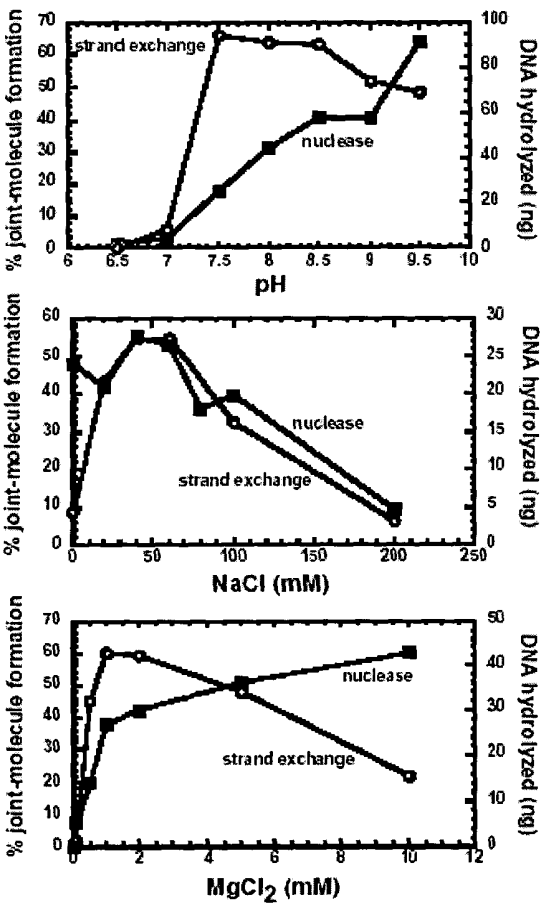 % joint-molecule formation
70
60
50
40
30
20
10
0
strand exchange
nuclease
100
80
60
40
20
0
DNA hydrolyzed (ng)
6 6.5 7 7.5 8 8.5 9 9.5 10
pH
% joint-molecule formation
60
50
40
30
20
10
0
nuclease
strand exchange
30
25
20
15
10
5
0
DNA hydrolyzed (ng)
0 50 100 150 200 250
NaCl (mM)
% joint-molecule formation
70
60
50
40
30
20
10
0
nuclease
strand exchange
50
40
30
20
10
0
DNA hydrolyzed (ng)
0 2 4 6 8 10 12
MgCl₂ (mM)